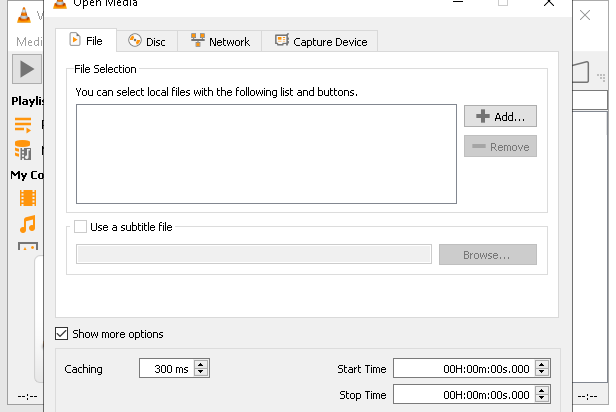 Open Media
V
Medi
File Disc Network Capture Device
File Selection
You can select local files with the following list and buttons.
Add...
Remove
Playlis
My Co
Use a subtitle file
Browse...
Show more options
Caching 300 ms Start Time 00H:00m:00s.000
Stop Time 00H:00m:00s.000
--:-- --:--